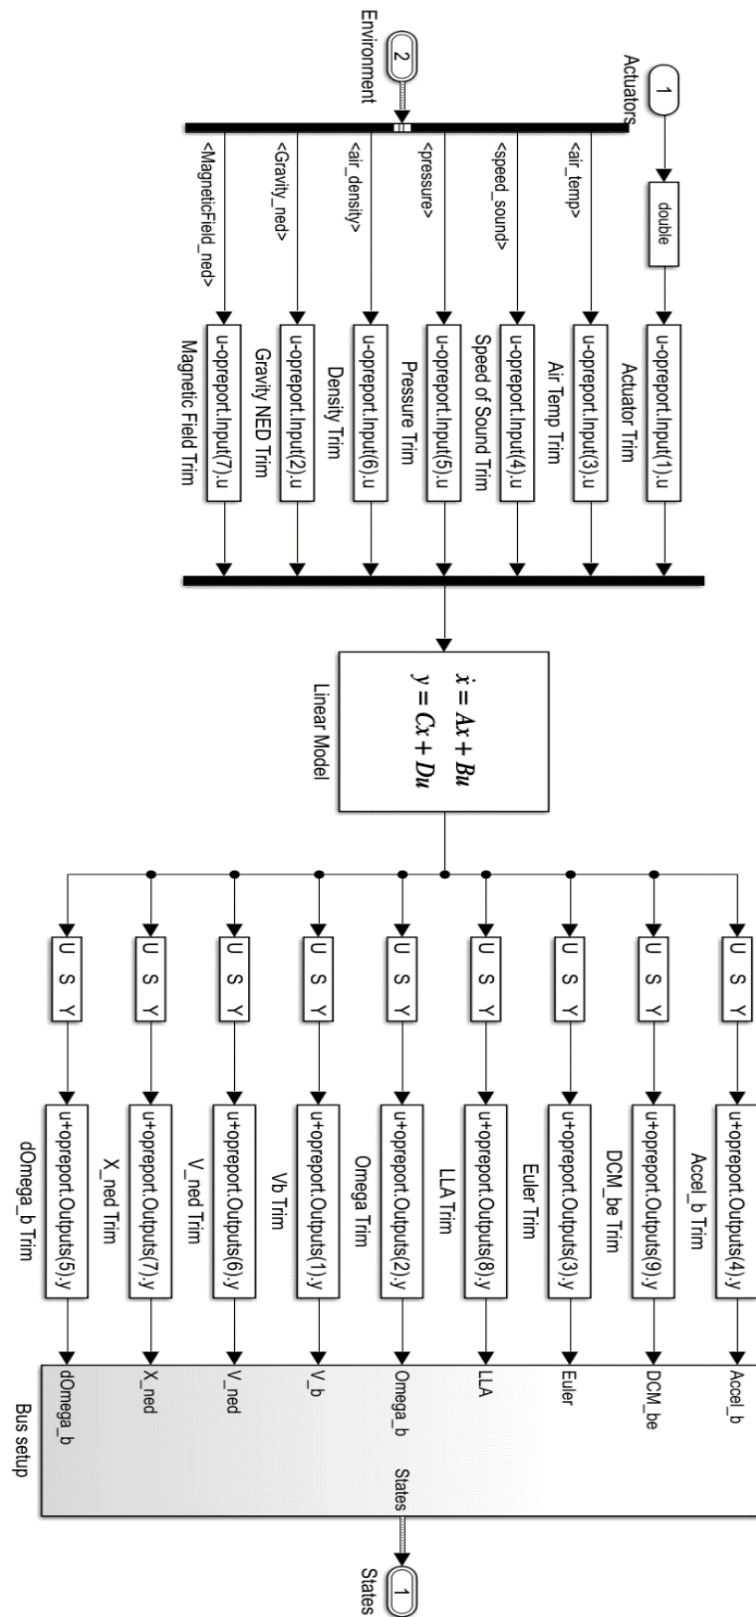 1
Actuators
double
u-opreport.Input(1).u
Actuator Trim
2
Environment
<air_temp>
u-opreport.Input(3).u
Air Temp Trim
<speed_sound>
u-opreport.Input(4).u
Speed of Sound Trim
<pressure>
u-opreport.Input(5).u
Pressure Trim
<air_density>
u-opreport.Input(6).u
Density Trim
<Gravity_ned>
u-opreport.Input(2).u
Gravity NED Trim
<MagneticField_ned>
u-opreport.Input(7).u
Magnetic Field Trim
ẋ = Ax + Bu
y = Cx + Du
Linear Model
U S Y
u+opreport.Outputs(4).y
Accel_b Trim
Accel_b
U S Y
u+opreport.Outputs(9).y
DCM_be Trim
DCM_be
U S Y
u+opreport.Outputs(3).y
Euler Trim
Euler
U S Y
u+opreport.Outputs(8).y
LLA Trim
LLA
U S Y
u+opreport.Outputs(2).y
Omega Trim
Omega_b
U S Y
u+opreport.Outputs(1).y
Vb Trim
V_b
U S Y
u+opreport.Outputs(6).y
V_ned Trim
V_ned
U S Y
u+opreport.Outputs(7).y
X_ned Trim
X_ned
U S Y
u+opreport.Outputs(5).y
dOmega_b Trim
dOmega_b
States
Bus setup
1
States